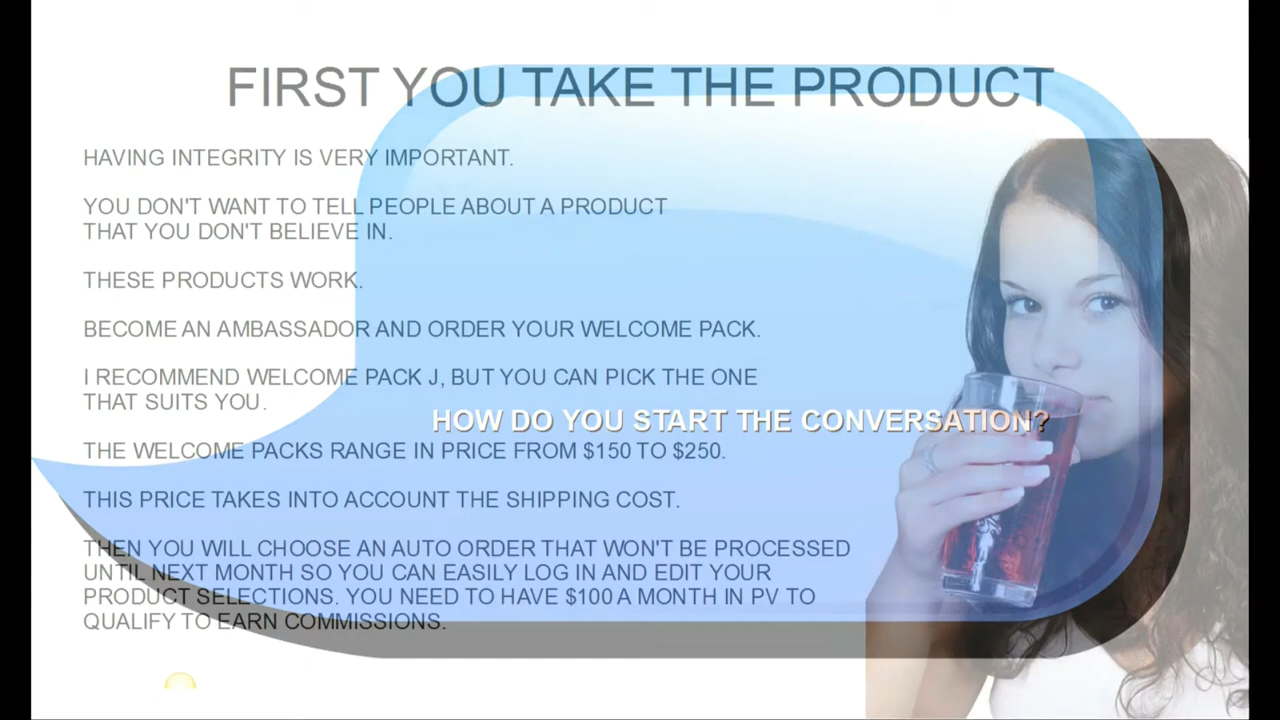 FIRST YOU TAKE THE PRODUCT
HAVING INTEGRITY IS VERY IMPORTANT.
YOU DON'T WANT TO TELL PEOPLE ABOUT A PRODUCT
THAT YOU DON'T BELIEVE IN.
THESE PRODUCTS WORK.
BECOME AN AMBASSADOR AND ORDER YOUR WELCOME PACK.
I RECOMMEND WELCOME PACK J, BUT YOU CAN PICK THE ONE
THAT SUITS YOU.
HOW DO YOU START THE CONVERSATION?
THE WELCOME PACKS RANGE IN PRICE FROM $150 TO $250.
THIS PRICE TAKES INTO ACCOUNT THE SHIPPING COST.
THEN YOU WILL CHOOSE AN AUTO ORDER THAT WON'T BE PROCESSED
UNTIL NEXT MONTH SO YOU CAN EASILY LOG IN AND EDIT YOUR
PRODUCT SELECTIONS. YOU NEED TO HAVE $100 A MONTH IN PV TO
QUALIFY TO EARN COMMISSIONS.